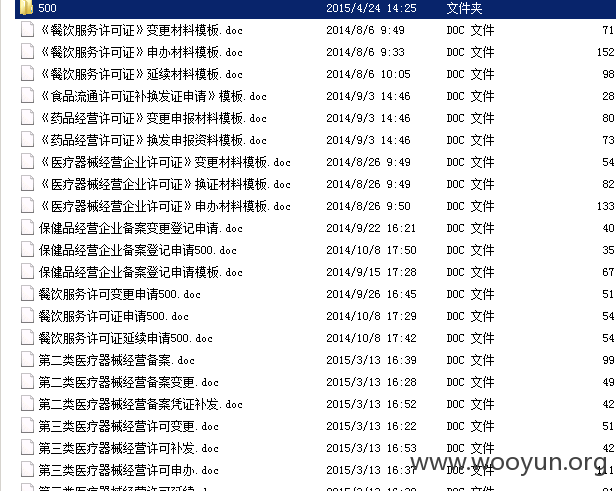 500 2015/4/24 14:25 文件夹
《餐饮服务许可证》变更材料模板.doc 2014/8/6 9:49 DOC 文件 71
《餐饮服务许可证》申办材料模板.doc 2014/8/6 9:33 DOC 文件 152
《餐饮服务许可证》延续材料模板.doc 2014/8/6 10:05 DOC 文件 98
《食品流通许可证补换发证申请》模板.doc 2014/9/3 14:46 DOC 文件 28
《药品经营许可证》变更申报材料模板.doc 2014/9/3 14:46 DOC 文件 80
《药品经营许可证》换发申报资料模板.doc 2014/9/3 14:46 DOC 文件 73
《医疗器械经营企业许可证》变更材料模板.doc 2014/8/26 9:49 DOC 文件 54
《医疗器械经营企业许可证》换证材料模板.doc 2014/8/26 9:49 DOC 文件 82
《医疗器械经营企业许可证》申办材料模板.doc 2014/8/26 9:50 DOC 文件 133
保健品经营企业备案变更登记申请.doc 2014/9/22 16:21 DOC 文件 40
保健品经营企业备案登记申请500.doc 2014/10/8 17:50 DOC 文件 35
保健品经营企业备案登记申请模板.doc 2014/9/15 17:28 DOC 文件 67
餐饮服务许可变更申请500.doc 2014/9/26 16:45 DOC 文件 51
餐饮服务许可证申请500.doc 2014/10/8 17:29 DOC 文件 54
餐饮服务许可证延续申请500.doc 2014/10/8 17:42 DOC 文件 54
第二类医疗器械经营备案.doc 2015/3/13 16:39 DOC 文件 99
第二类医疗器械经营备案变更.doc 2015/3/13 16:28 DOC 文件 49
第二类医疗器械经营备案凭证补发.doc 2015/3/13 16:52 DOC 文件 42
第三类医疗器械经营许可变更.doc 2015/3/13 16:22 DOC 文件 51
第三类医疗器械经营许可补发.doc 2015/3/13 16:53 DOC 文件 42
第三类医疗器械经营许可申办.doc 2015/3/13 16:37 DOC 文件
www.wooyun.org